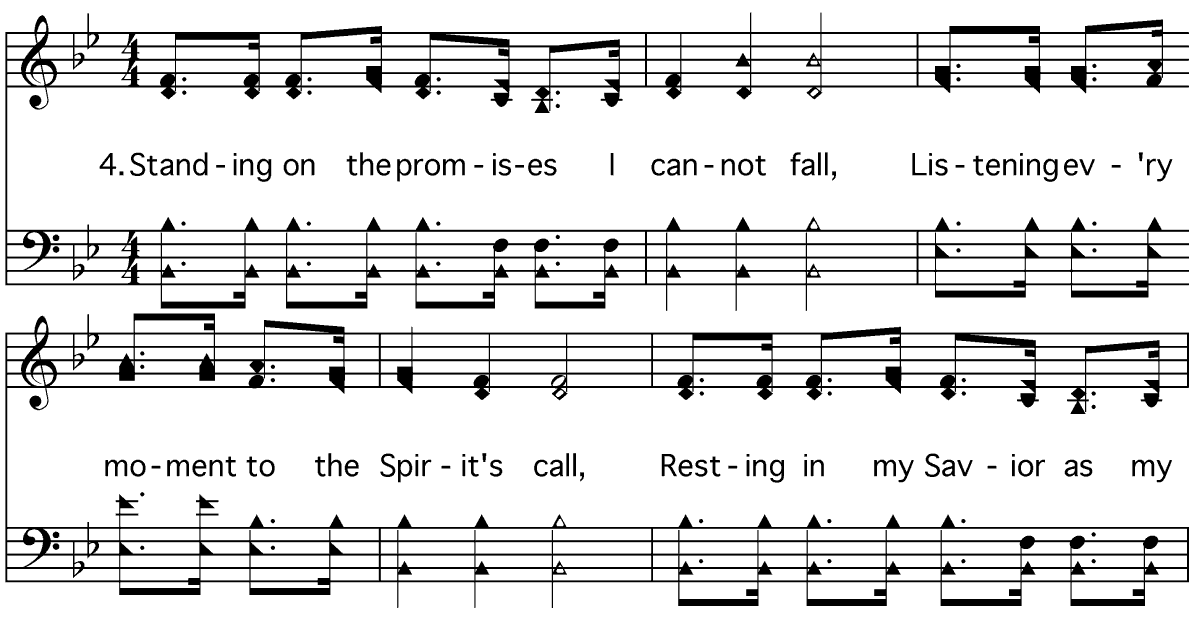 4. Stand - ing on the prom - is - es I can - not fall, Lis - tening ev - 'ry
mo - ment to the Spir - it's call, Rest - ing in my Sav - ior as my